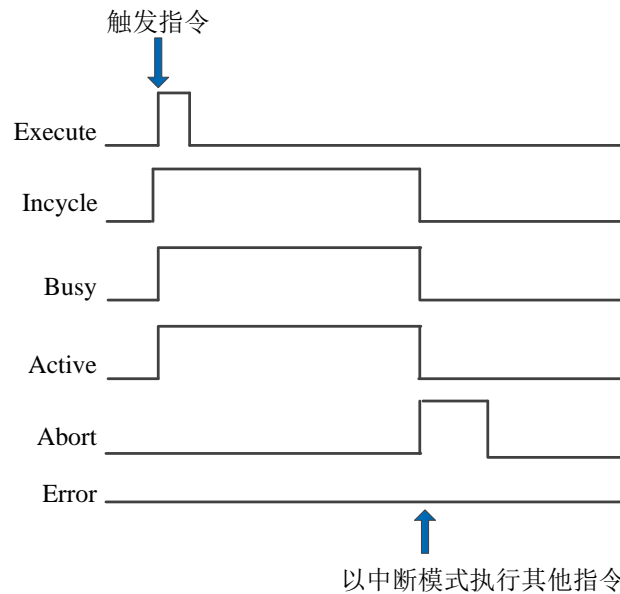 触发指令
Execute
Incycle
Busy
Active
Abort
Error
以中断模式执行其他指令